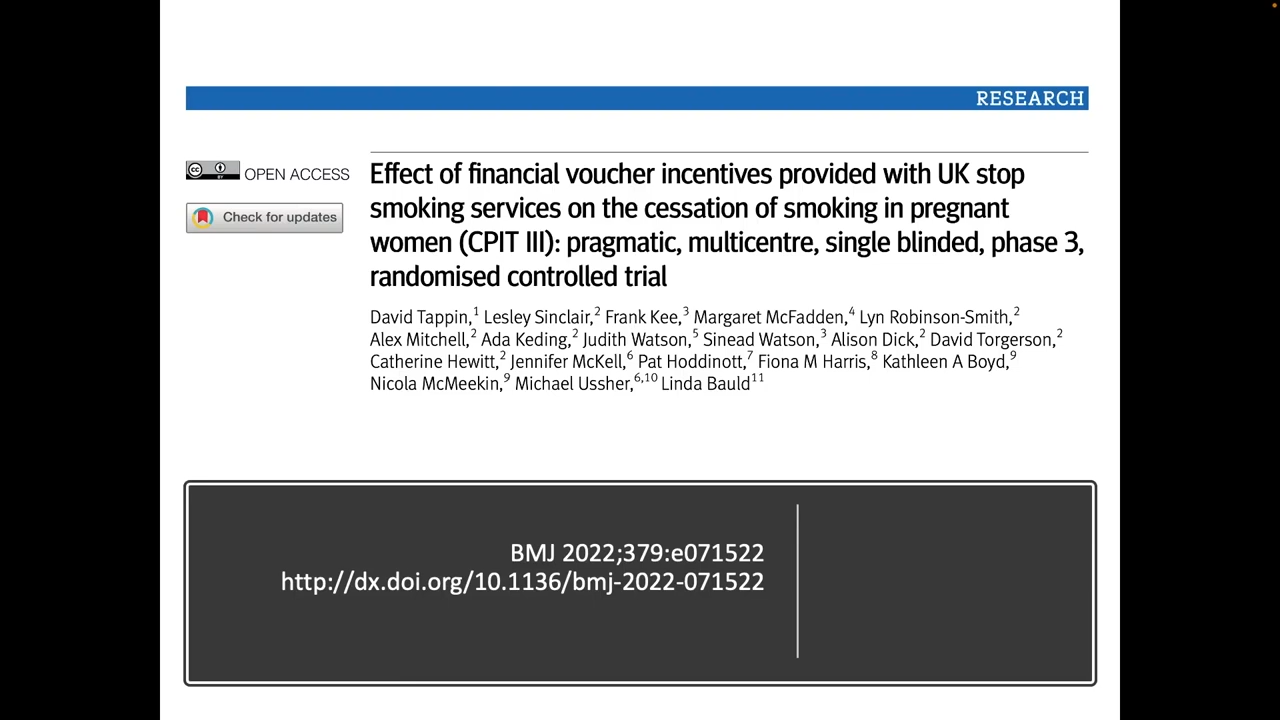 RESEARCH
cc BY OPEN ACCESS
Check for updates
Effect of financial voucher incentives provided with UK stop
smoking services on the cessation of smoking in pregnant
women (CPIT III): pragmatic, multicentre, single blinded, phase 3,
randomised controlled trial
David Tappin,1 Lesley Sinclair,2 Frank Kee,3 Margaret McFadden,4 Lyn Robinson-Smith,2
Alex Mitchell,2 Ada Keding,2 Judith Watson,5 Sinead Watson,3 Alison Dick,2 David Torgerson,2
Catherine Hewitt,2 Jennifer McKell,6 Pat Hoddinott,7 Fiona M Harris,8 Kathleen A Boyd,9
Nicola McMeekin,9 Michael Ussher,6,10 Linda Bauld11
BMJ 2022;379:e071522
http://dx.doi.org/10.1136/bmj-2022-071522